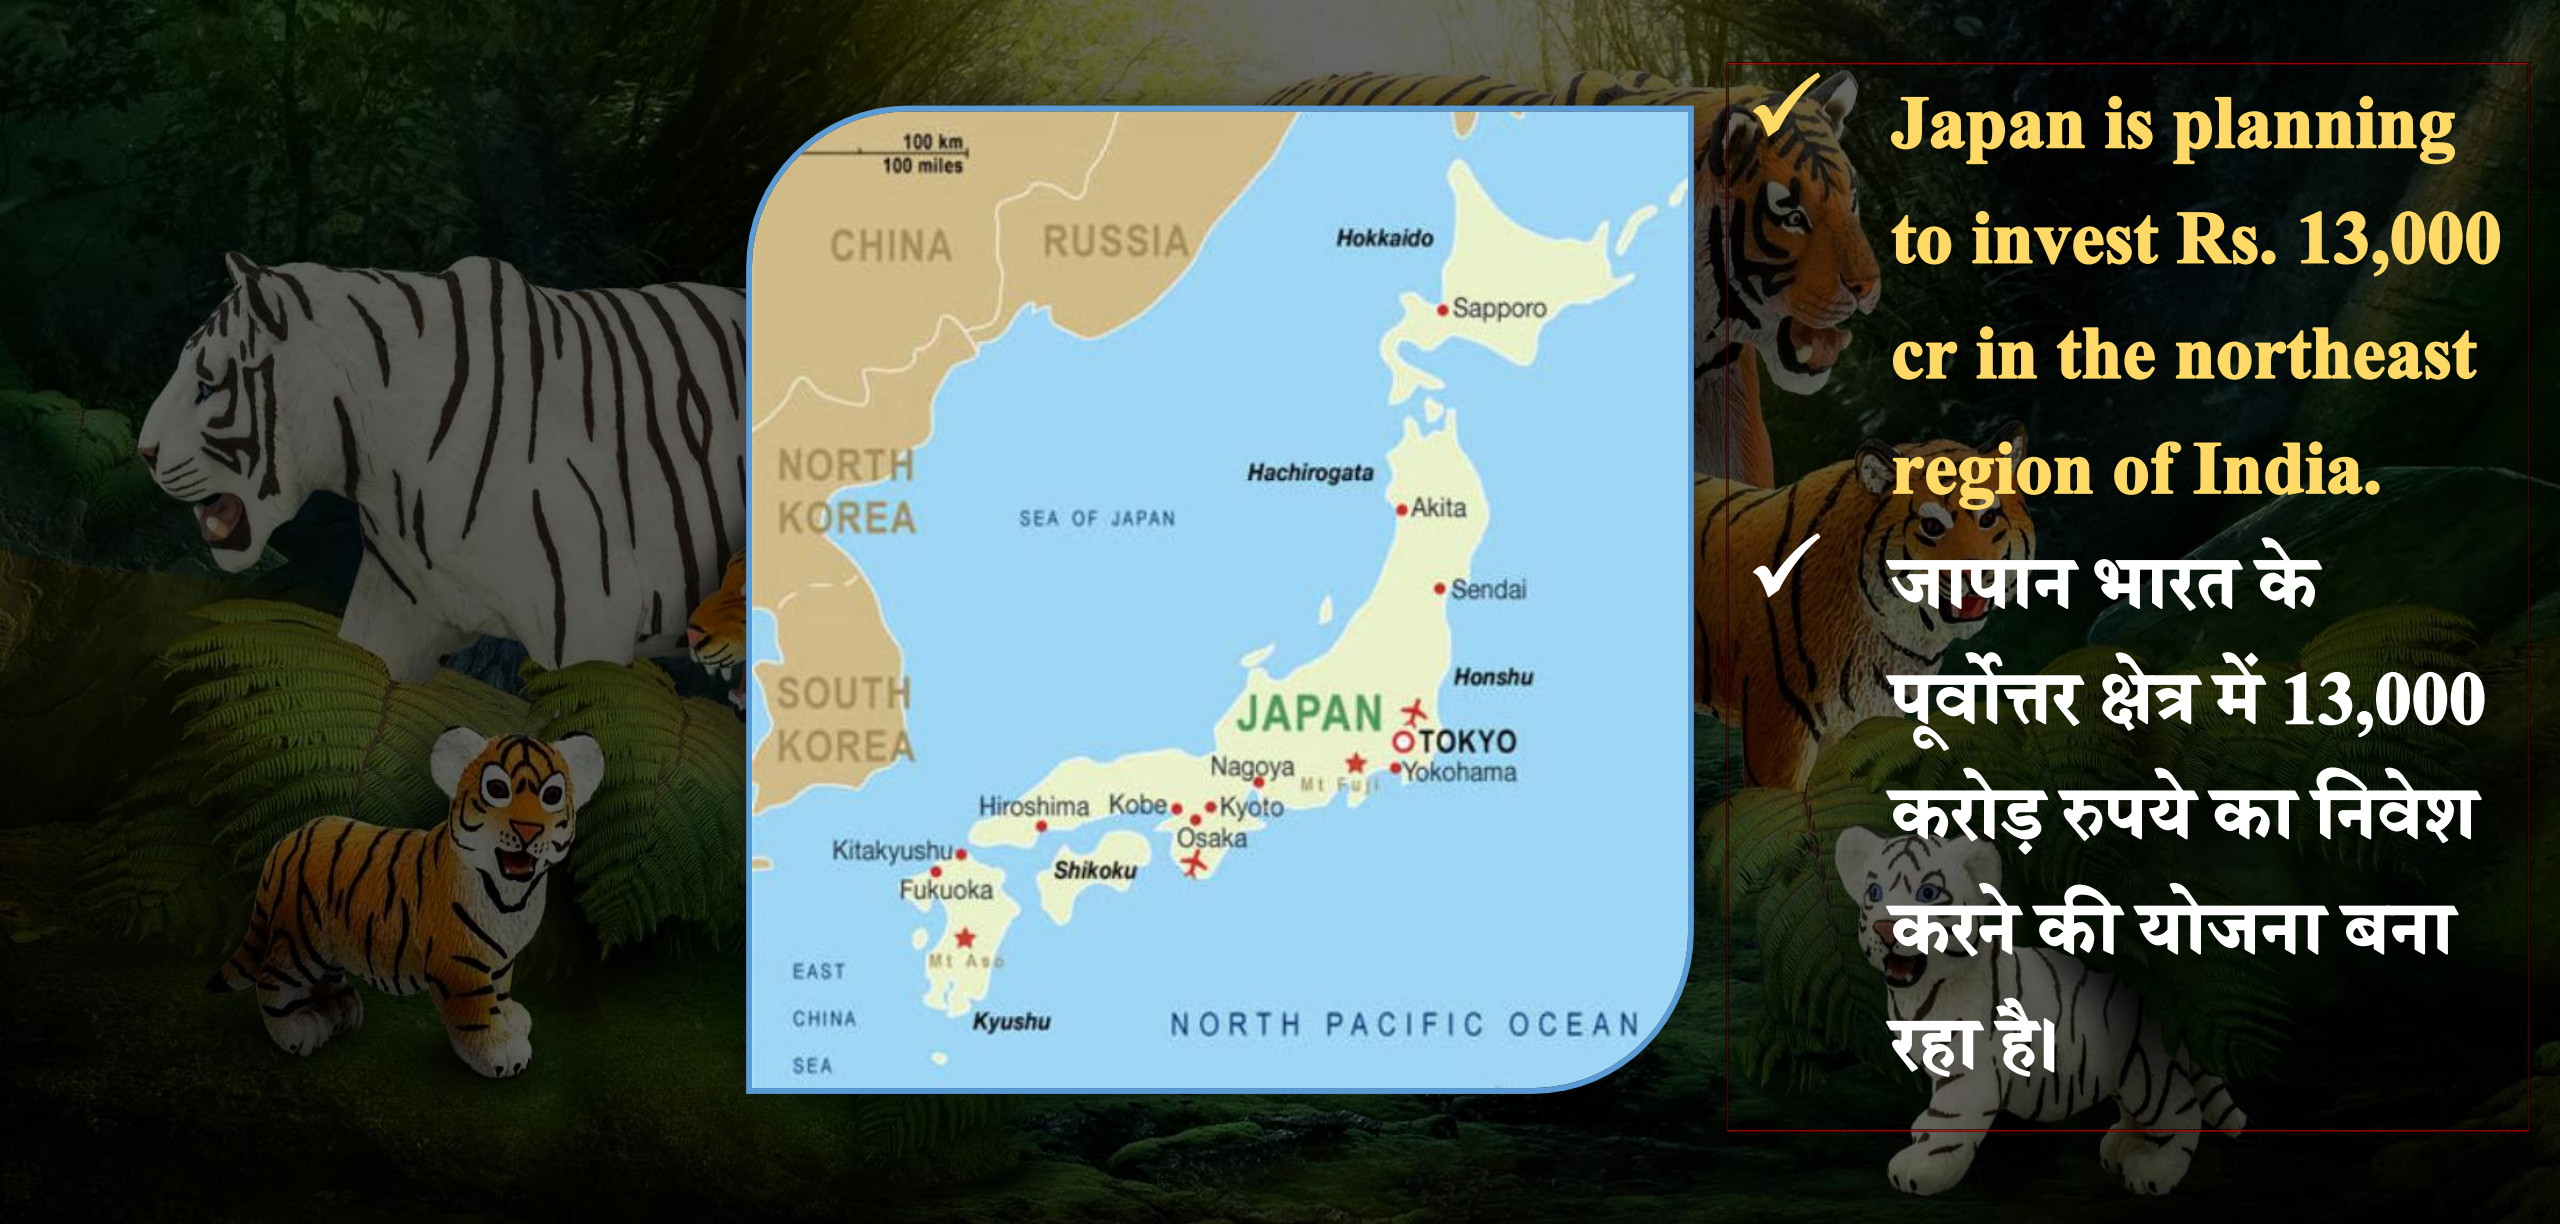 100 km
100 miles
CHINA
RUSSIA
Hokkaido
Sapporo
NORTH
KOREA
SEA OF JAPAN
Hachirogata
Akita
Sendai
SOUTH
KOREA
Honshu
JAPAN
TOKYO
Nagoya
Mt Fuji
Yokohama
Hiroshima
Kobe
Kyoto
Osaka
Kitakyushu
Shikoku
Fukuoka
Mt Aso
EAST
CHINA
SEA
Kyushu
NORTH PACIFIC OCEAN
✓ Japan is planning
to invest Rs. 13,000
cr in the northeast
region of India.
✓ जापान भारत के
पूर्वोत्तर क्षेत्र में 13,000
करोड़ रुपये का निवेश
करने की योजना बना
रहा है।